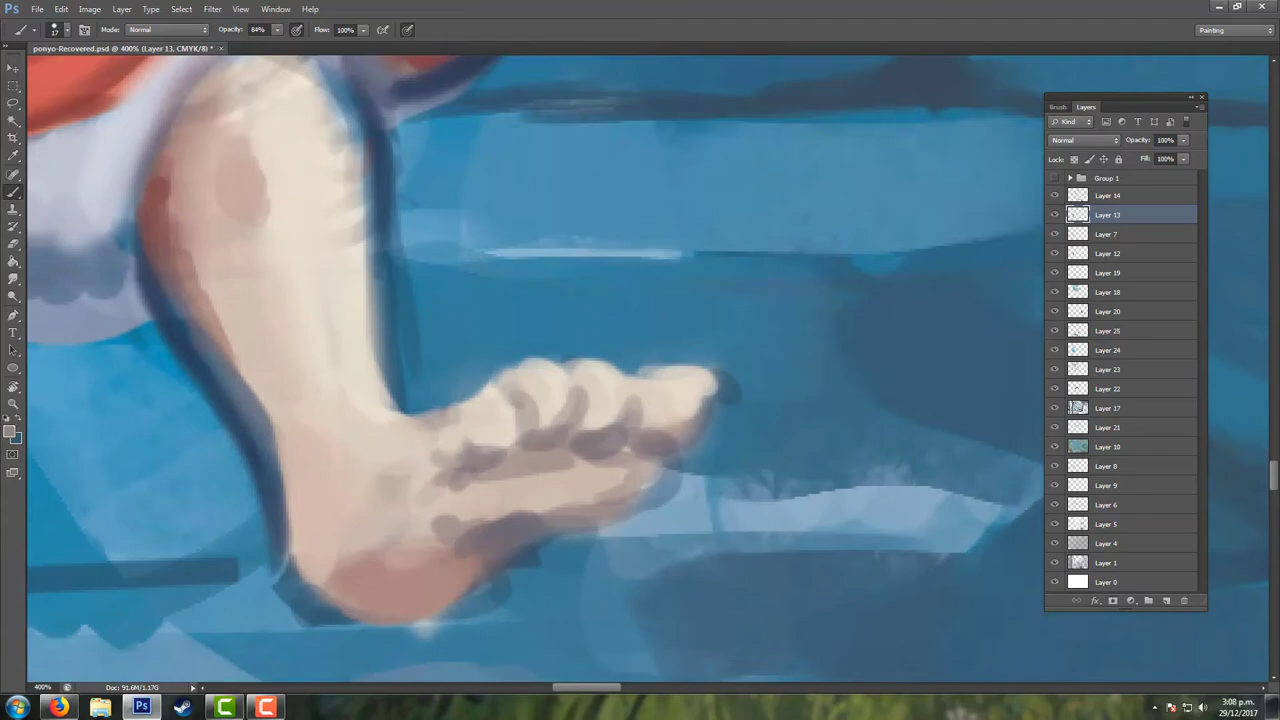 Ps File Edit Image Layer Type Select Filter View Window Help
17 Mode: Normal Opacity: 84% Flow: 100% Painting
ponyo-Recovered.psd @ 400% (Layer 13, CMYK/8) *
Brush Layers
Kind
Normal Opacity: 100%
Lock: Fill: 100%
Group 1
Layer 14
Layer 13
Layer 7
Layer 12
Layer 19
Layer 18
Layer 20
Layer 25
Layer 24
Layer 23
Layer 22
Layer 17
Layer 21
Layer 10
Layer 8
Layer 9
Layer 6
Layer 5
Layer 4
Layer 1
Layer 0
fx
400% Doc: 91.6M/1.17G
Ps
3:08 p.m.
29/12/2017